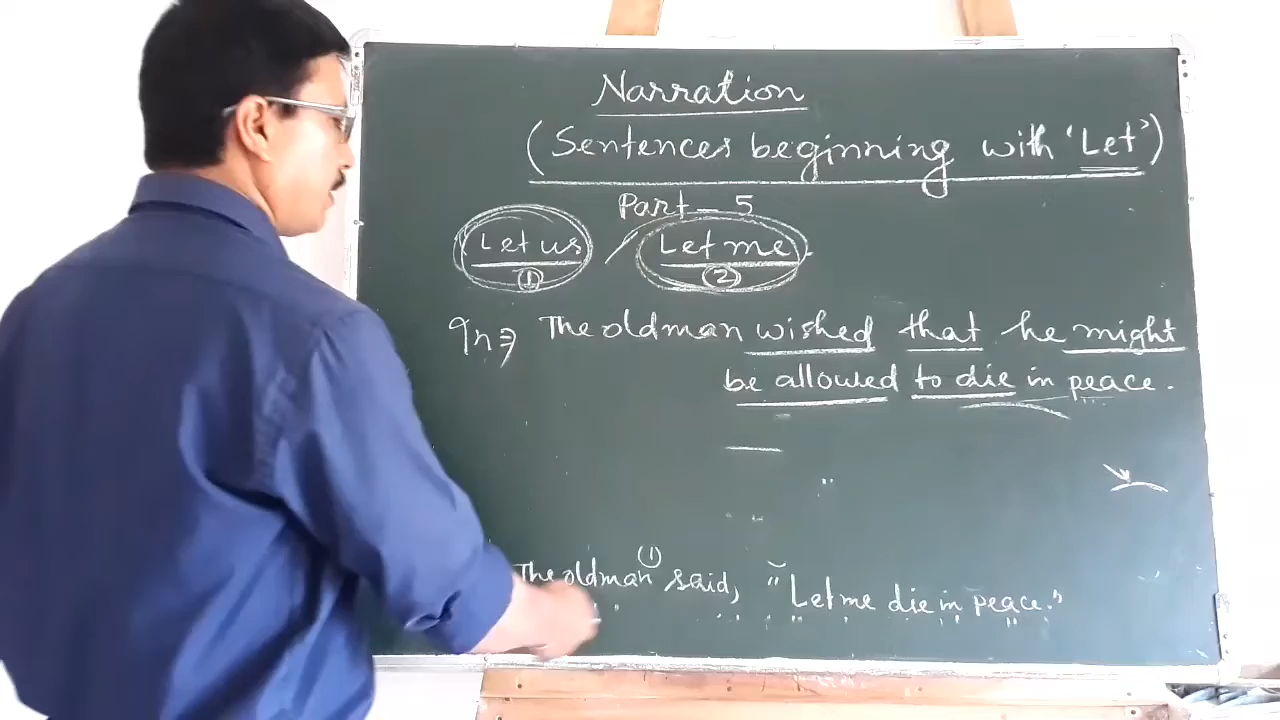 Narration
(Sentences beginning with 'Let')
Part - 5
Let us / Let me.
① ②
In ⇒ The oldman wished that he might
be allowed to die in peace.
(1)
The oldman said, "Let me die in peace."